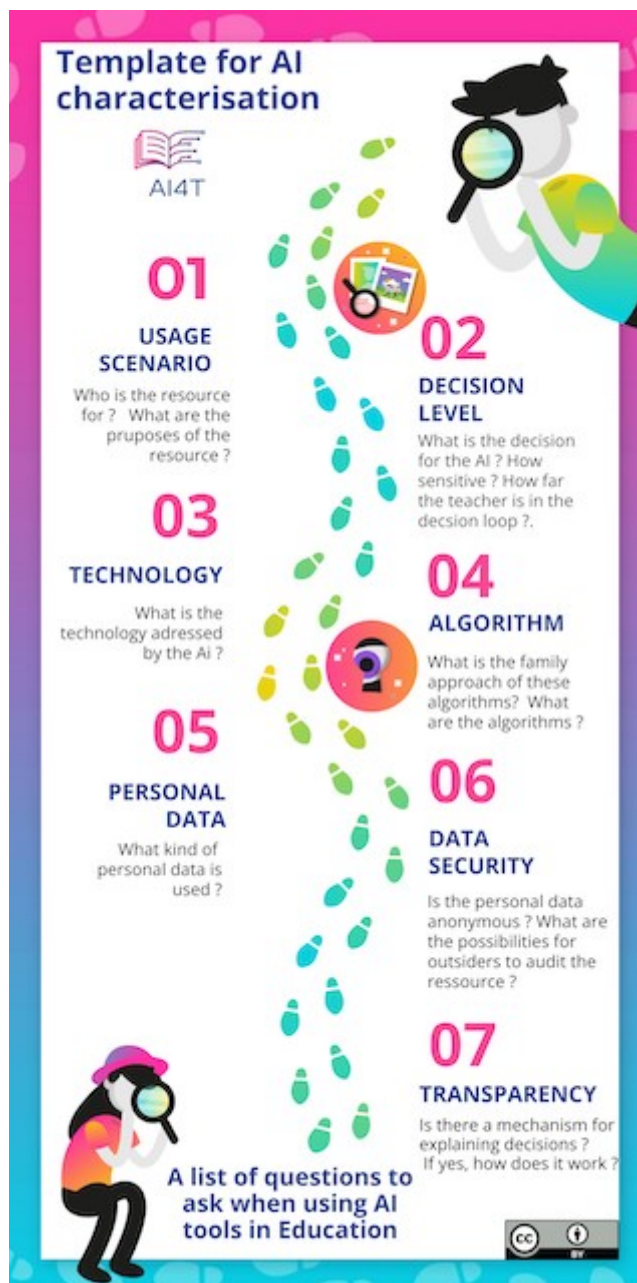 Template for AI
characterisation
AI4T
01
USAGE
SCENARIO
Who is the resource
for ? What are the
pruposes of the
resource ?
02
DECISION
LEVEL
What is the decision
for the AI ? How
sensitive ? How far
the teacher is in the
decsion loop ?.
03
TECHNOLOGY
What is the
technology adressed
by the Ai ?
04
ALGORITHM
What is the family
approach of these
algorithms? What
are the algorithms ?
05
PERSONAL
DATA
What kind of
personal data is
used ?
06
DATA
SECURITY
Is the personal data
anonymous ? What are
the possibilities for
outsiders to audit the
ressource ?
07
TRANSPARENCY
Is there a mechanism for
explaining decisions ?
If yes, how does it work ?
A list of questions to
ask when using AI
tools in Education
cc
BY